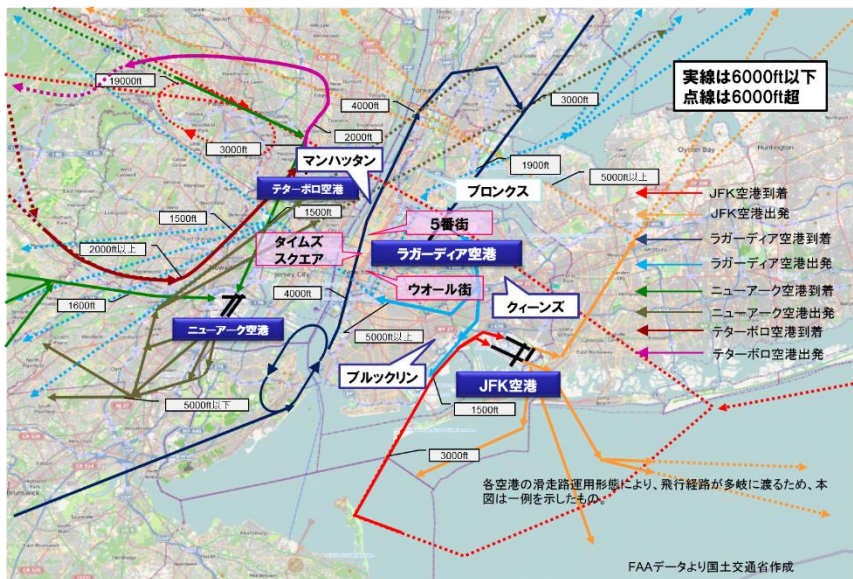 実線は6000ft以下
点線は6000ft超
19000ft
4000ft
3000ft
2000ft
3000ft
マンハッタン
テターボロ空港
1900ft
ブロンクス
5000ft以上
Oyster Bay
Huntington
JFK空港到着
JFK空港出発
ラガーディア空港到着
ラガーディア空港出発
ニューアーク空港到着
ニューアーク空港出発
テターボロ空港到着
テターボロ空港出発
1500ft
1500ft
2000ft以上
5番街
タイムズ
スクエア
ラガーディア空港
Jersey City
ウオール街
クィーンズ
4000ft
1600ft
ニューアーク空港
5000ft以上
ブルックリン
JFK空港
5000ft以下
1500ft
3000ft
各空港の滑走路運用形態により、飛行経路が多岐に渡るため、本
図は一例を示したもの。
FAAデータより国土交通省作成